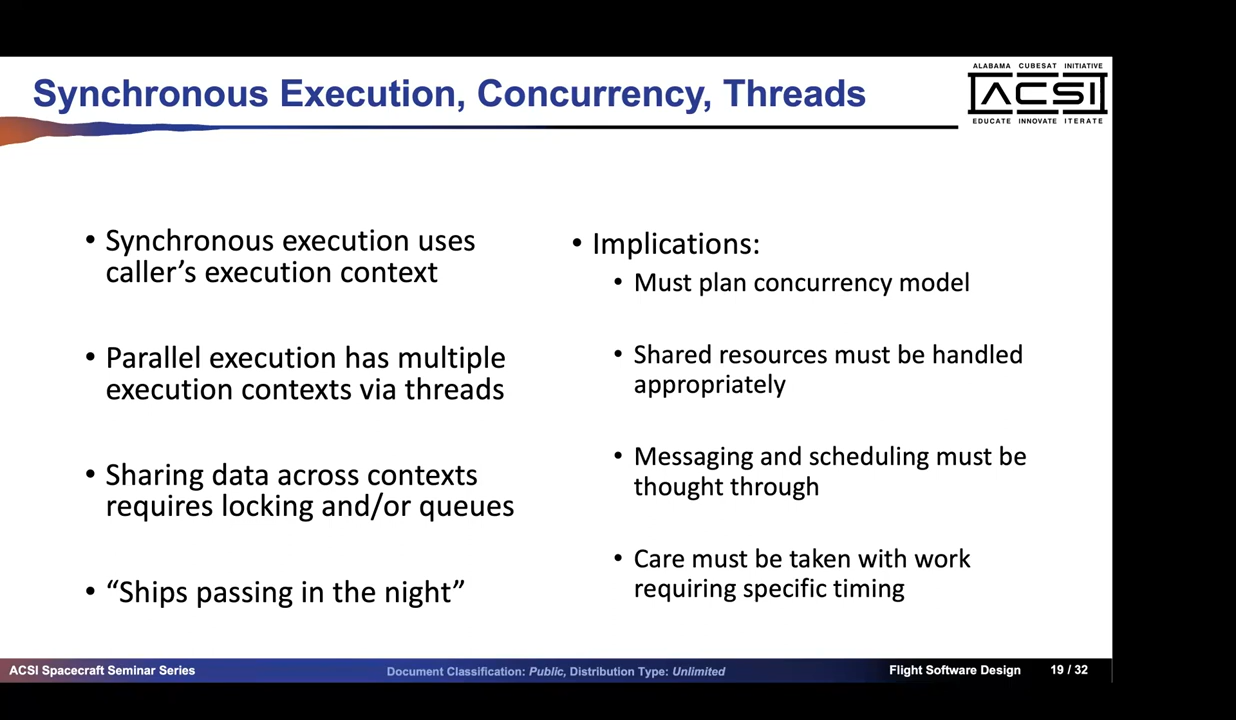 Synchronous Execution, Concurrency, Threads
ALABAMA CUBESAT INITIATIVE
ACSI
EDUCATE INNOVATE ITERATE
• Synchronous execution uses
caller’s execution context
• Parallel execution has multiple
execution contexts via threads
• Sharing data across contexts
requires locking and/or queues
• “Ships passing in the night”
• Implications:
• Must plan concurrency model
• Shared resources must be handled
appropriately
• Messaging and scheduling must be
thought through
• Care must be taken with work
requiring specific timing
ACSI Spacecraft Seminar Series
Document Classification: Public, Distribution Type: Unlimited
Flight Software Design
19 / 32